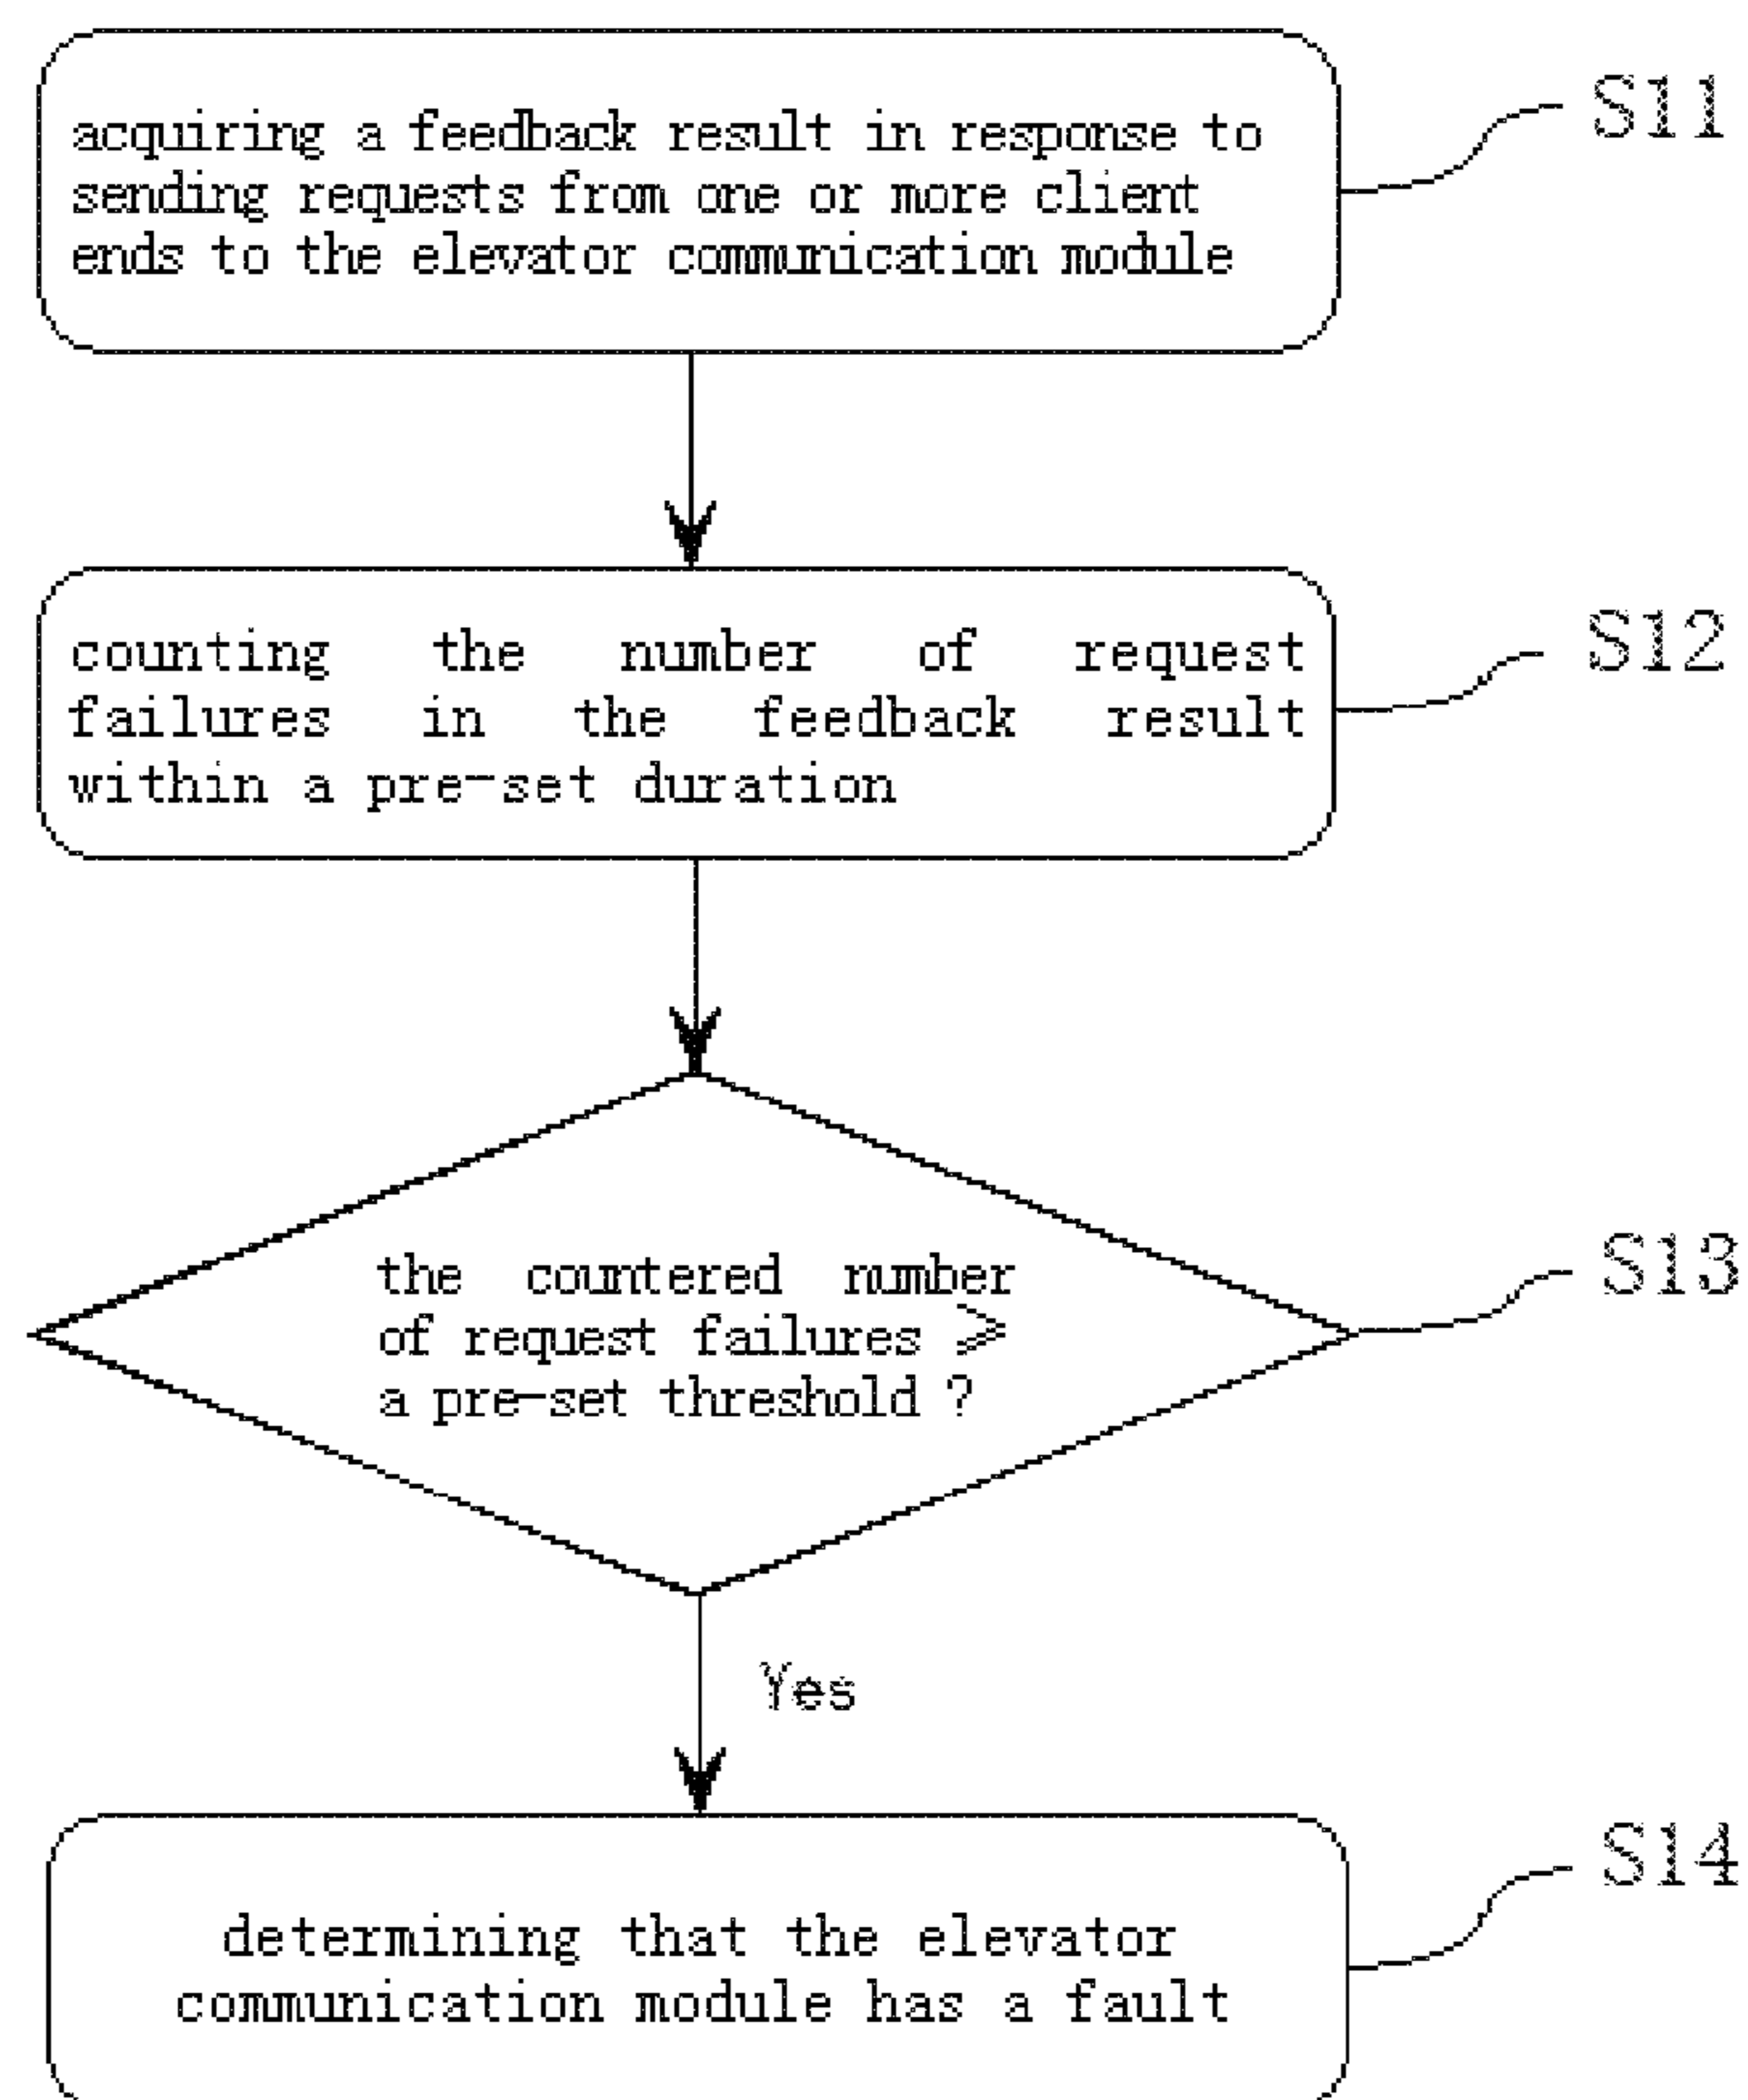 acquiring a feedback result in response to
sending requests from one or more client
ends to the elevator communication module
S11
counting the number of request
failures in the feedback result
within a pre-set duration
S12
the countered number
of request failures ⩾
a pre-set threshold ?
S13
Yes
determining that the elevator
communication module has a fault
S14